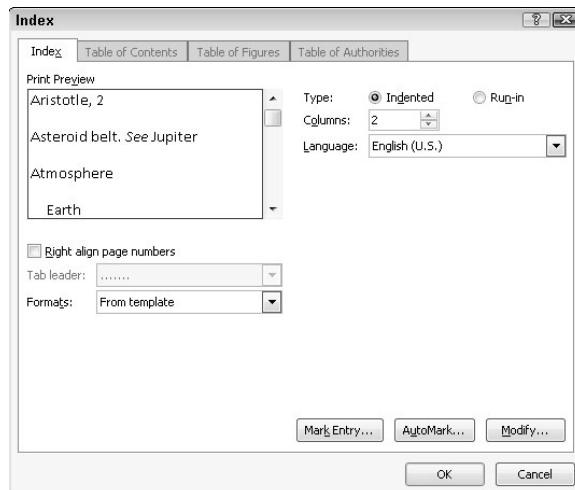 Index
Index Table of Contents Table of Figures Table of Authorities
Print Preview
Aristotle, 2
Asteroid belt. See Jupiter
Atmosphere
Earth
Type: Indented Run-in
Columns: 2
Language: English (U.S.)
Right align page numbers
Tab leader: .......
Formats: From template
Mark Entry... AutoMark... Modify...
OK Cancel